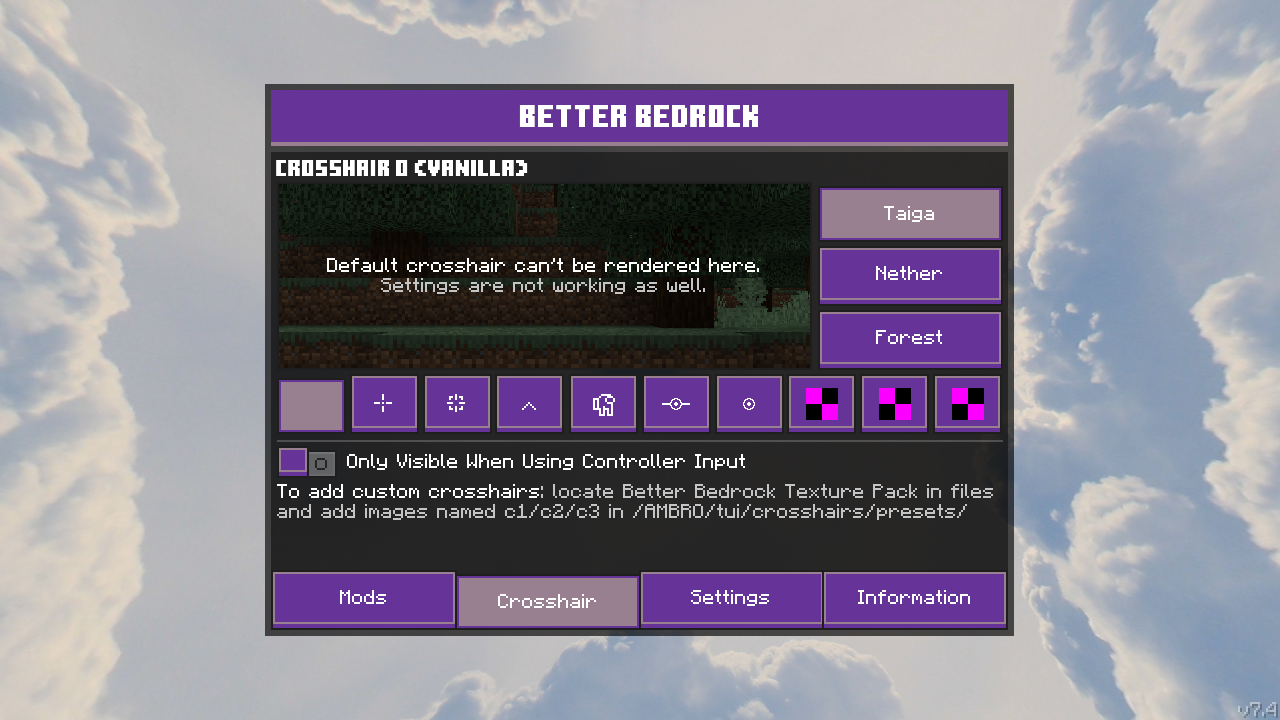 BETTER BEDROCK
CROSSHAIR 0 (VANILLA)
Default crosshair can't be rendered here.
Settings are not working as well.
Taiga
Nether
Forest
Only Visible When Using Controller Input
To add custom crosshairs: locate Better Bedrock Texture Pack in files
and add images named c1/c2/c3 in /AMBRO/tui/crosshairs/presets/
Mods
Crosshair
Settings
Information
v7.4